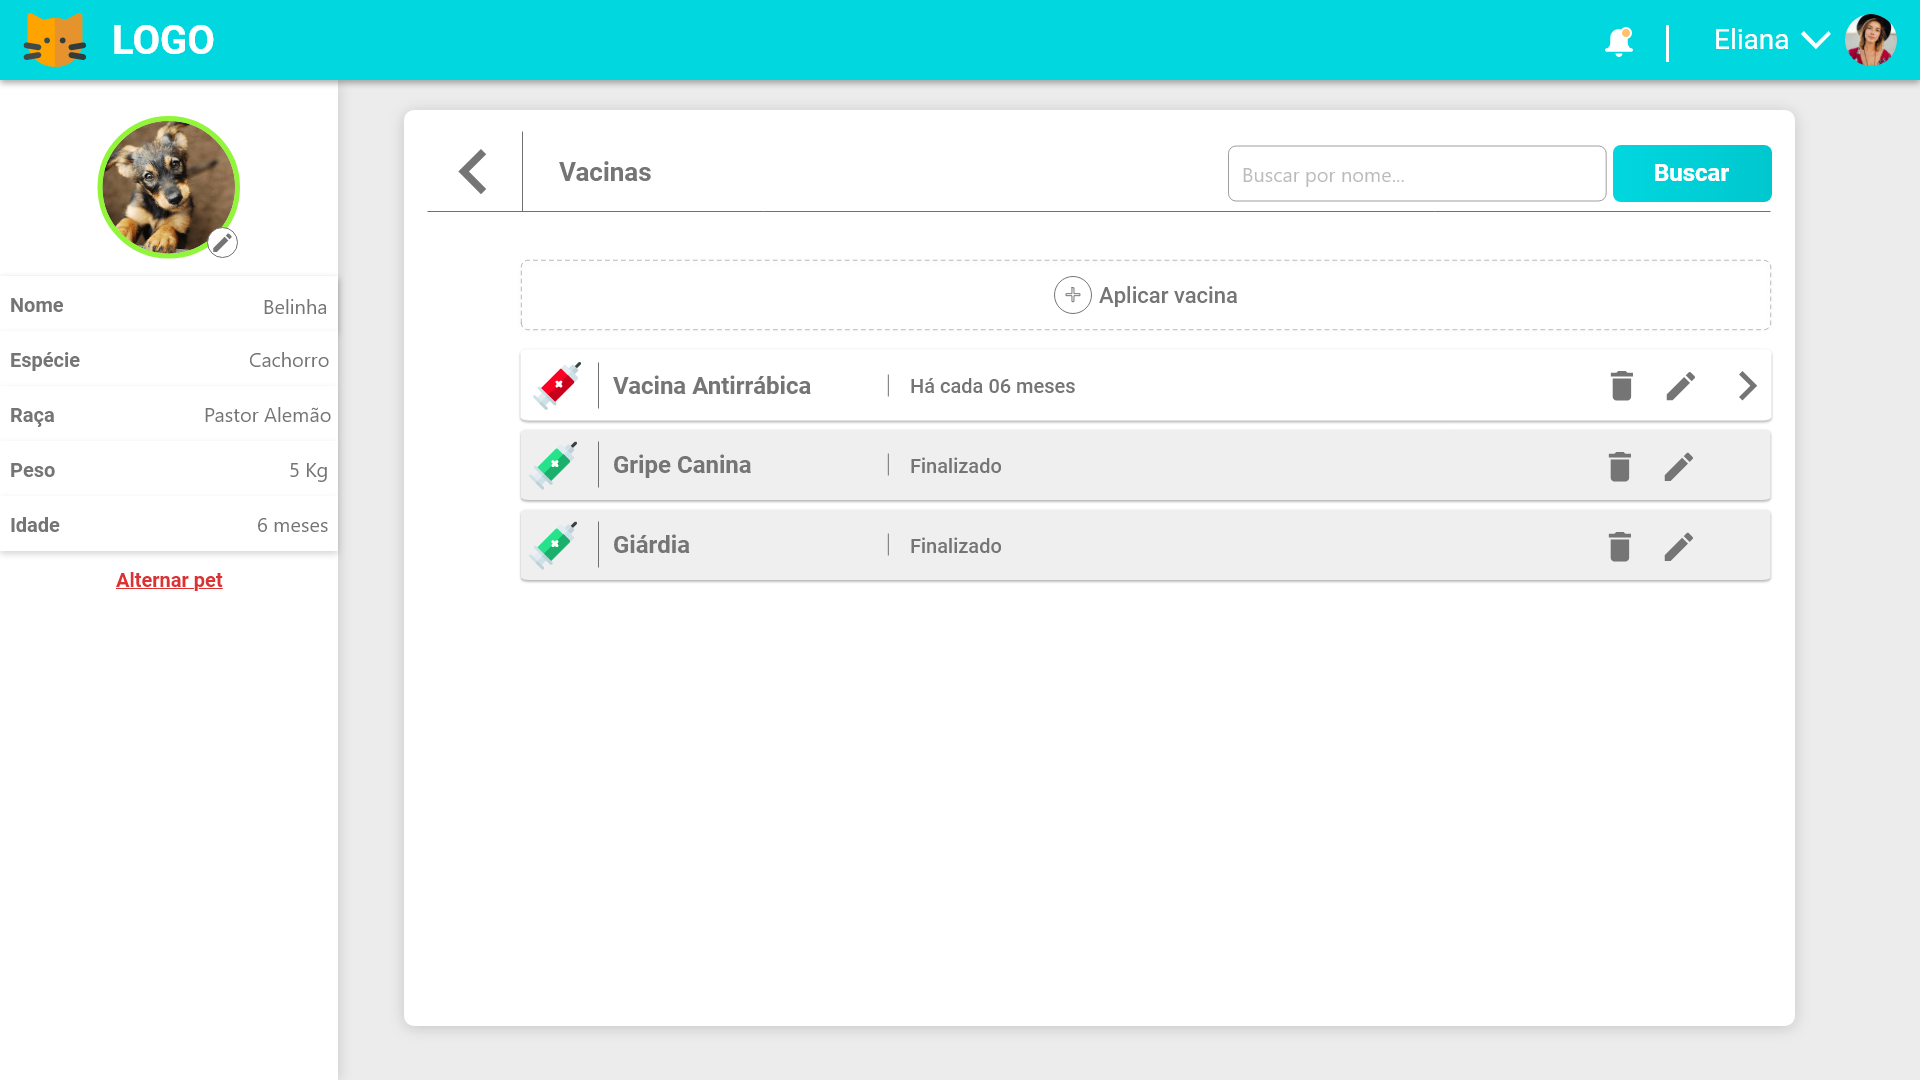 LOGO
Eliana
Nome Belinha
Espécie Cachorro
Raça Pastor Alemão
Peso 5 Kg
Idade 6 meses
Alternar pet
Vacinas
Buscar por nome...
Buscar
Aplicar vacina
Vacina Antirrábica Há cada 06 meses
Gripe Canina Finalizado
Giárdia Finalizado